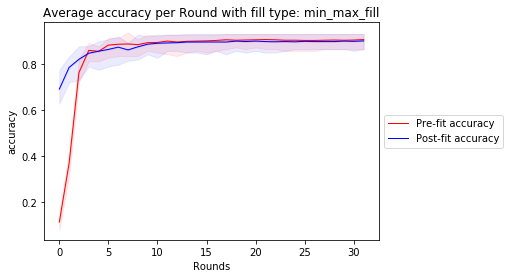 Average accuracy per Round with fill type: min_max_fill
accuracy
0.8
0.6
0.4
0.2
0 5 10 15 20 25 30
Rounds
Pre-fit accuracy
Post-fit accuracy